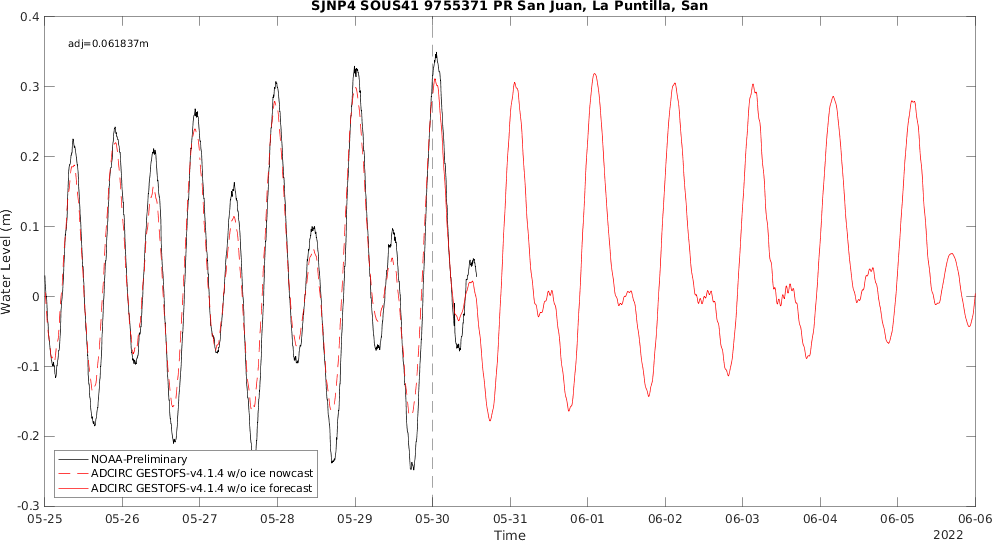 SJNP4 SOUS41 9755371 PR San Juan, La Puntilla, San
adj=0.061837m
0.4
0.3
0.2
0.1
0
-0.1
-0.2
-0.3
Water Level (m)
NOAA-Preliminary
ADCIRC GESTOFS-v4.1.4 w/o ice nowcast
ADCIRC GESTOFS-v4.1.4 w/o ice forecast
05-25 05-26 05-27 05-28 05-29 05-30 05-31 06-01 06-02 06-03 06-04 06-05 06-06
Time
2022